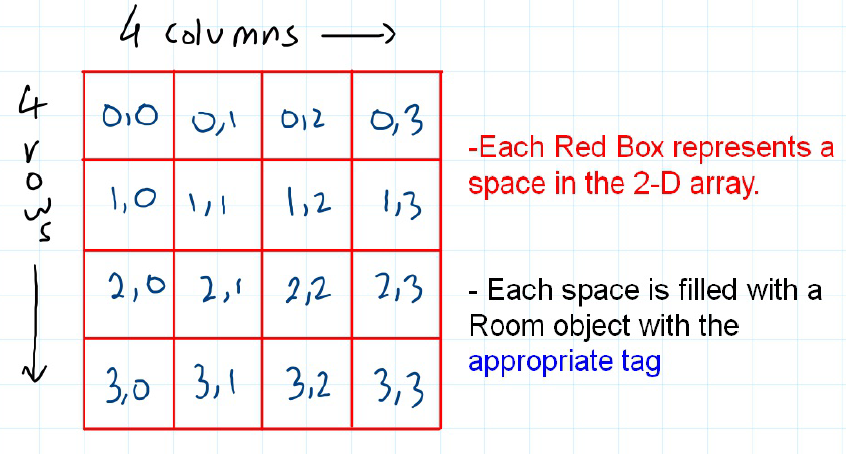 4 columns
4 rows
0,0 0,1 0,2 0,3
1,0 1,1 1,2 1,3
2,0 2,1 2,2 2,3
3,0 3,1 3,2 3,3
-Each Red Box represents a
space in the 2-D array.
- Each space is filled with a
Room object with the
appropriate tag